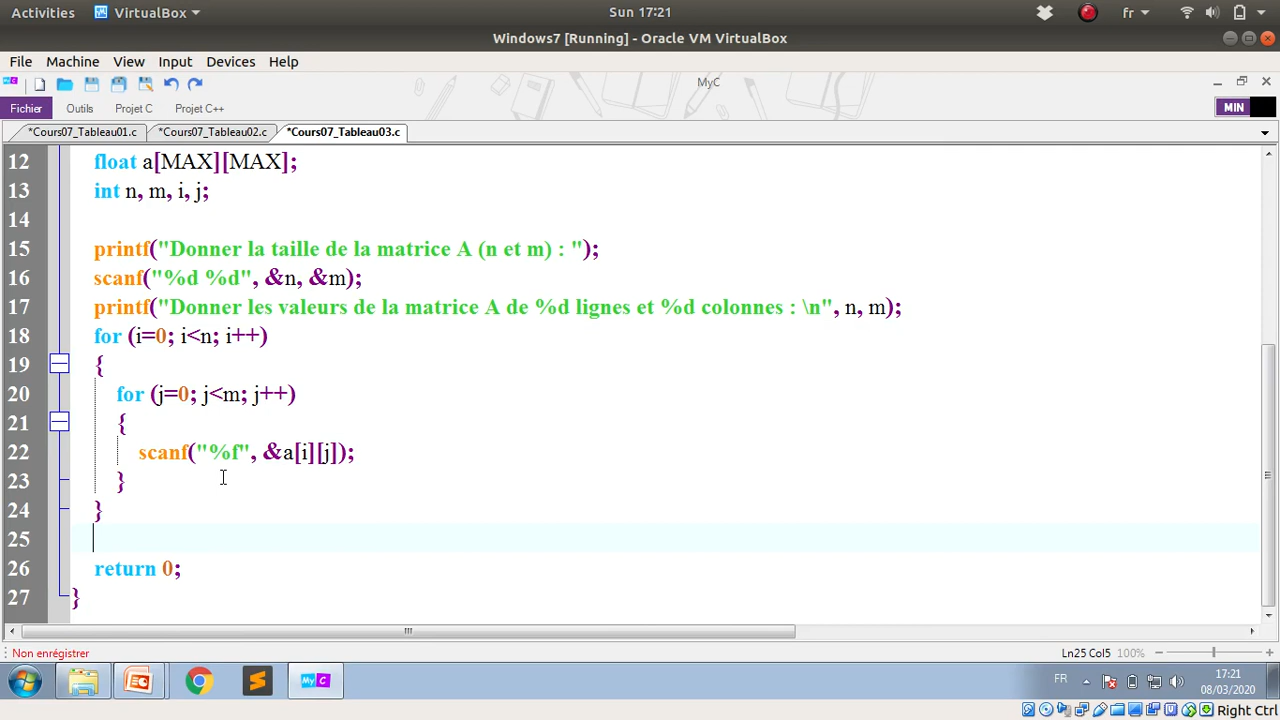 Activities VirtualBox Sun 17:21 fr
Windows7 [Running] - Oracle VM VirtualBox
File Machine View Input Devices Help
MyC
Fichier Outils Projet C Projet C++ MIN
*Cours07_Tableau01.c *Cours07_Tableau02.c *Cours07_Tableau03.c
12 float a[MAX][MAX];
13 int n, m, i, j;
14
15 printf("Donner la taille de la matrice A (n et m) : ");
16 scanf("%d %d", &n, &m);
17 printf("Donner les valeurs de la matrice A de %d lignes et %d colonnes : \n", n, m);
18 for (i=0; i<n; i++)
19 {
20 for (j=0; j<m; j++)
21 {
22 scanf("%f", &a[i][j]);
23 }
24 }
25
26 return 0;
27 }
Non enregistré Ln25 Col5 100%
FR 17:21
08/03/2020
Right Ctrl